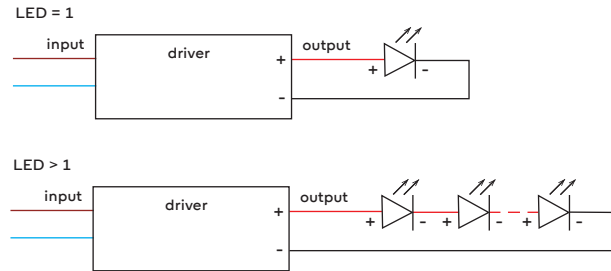 LED = 1
input
driver
+
output
+
-
-
LED > 1
input
driver
+
output
+
-
+
-
+
-
-